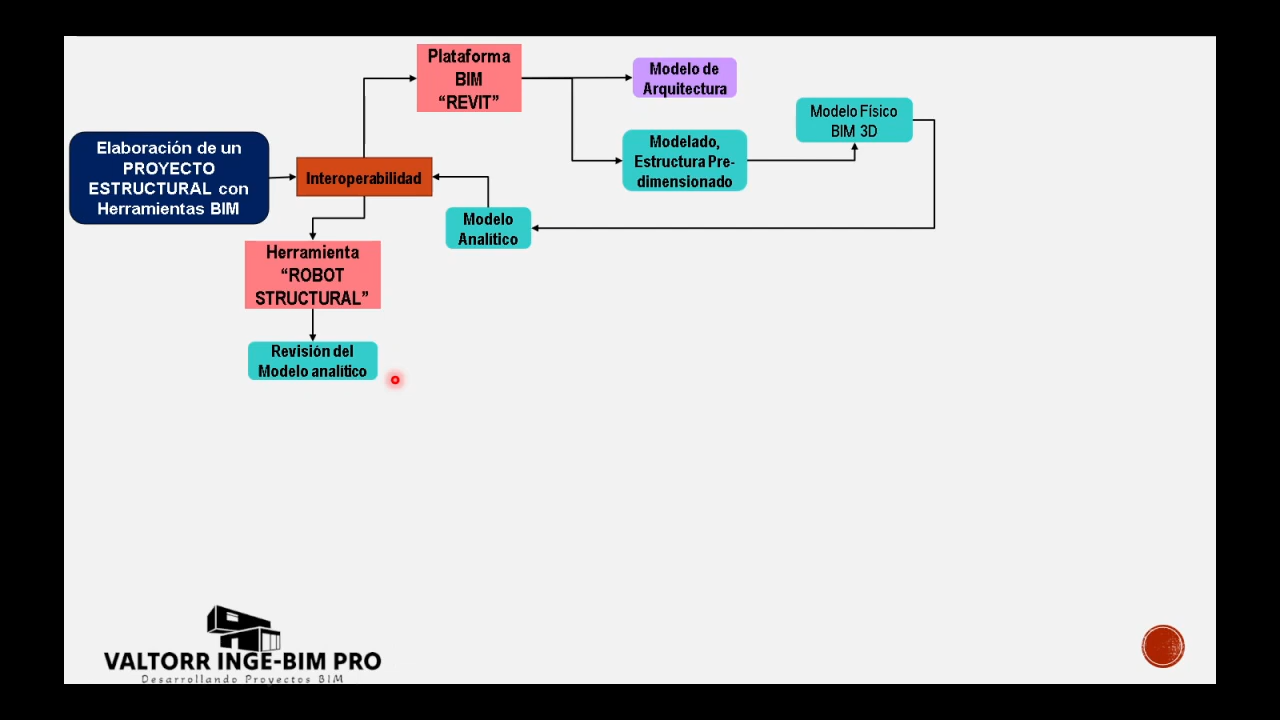 Plataforma
BIM
“REVIT”
Modelo de
Arquitectura
Modelo Físico
BIM 3D
Modelado,
Estructura Pre-
dimensionado
Elaboración de un
PROYECTO
ESTRUCTURAL con
Herramientas BIM
Interoperabilidad
Modelo
Analítico
Herramienta
“ROBOT
STRUCTURAL”
Revisión del
Modelo analítico
VALTORR INGE-BIM PRO
Desarrollando Proyectos BIM